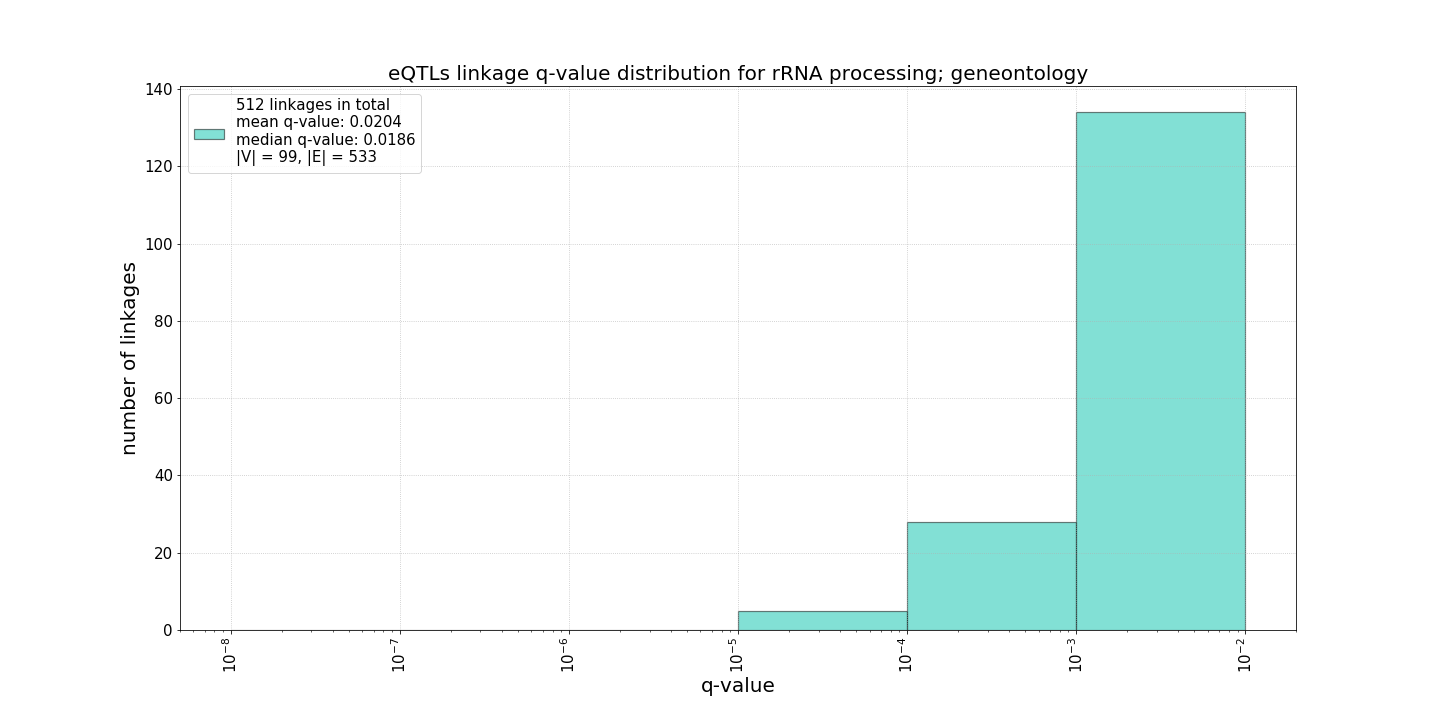 eQTLs linkage q-value distribution for rRNA processing; geneontology
512 linkages in total
mean q-value: 0.0204
median q-value: 0.0186
|V| = 99, |E| = 533
number of linkages
140
120
100
80
60
40
20
0
10⁻⁸
10⁻⁷
10⁻⁶
10⁻⁵
10⁻⁴
10⁻³
10⁻²
q-value